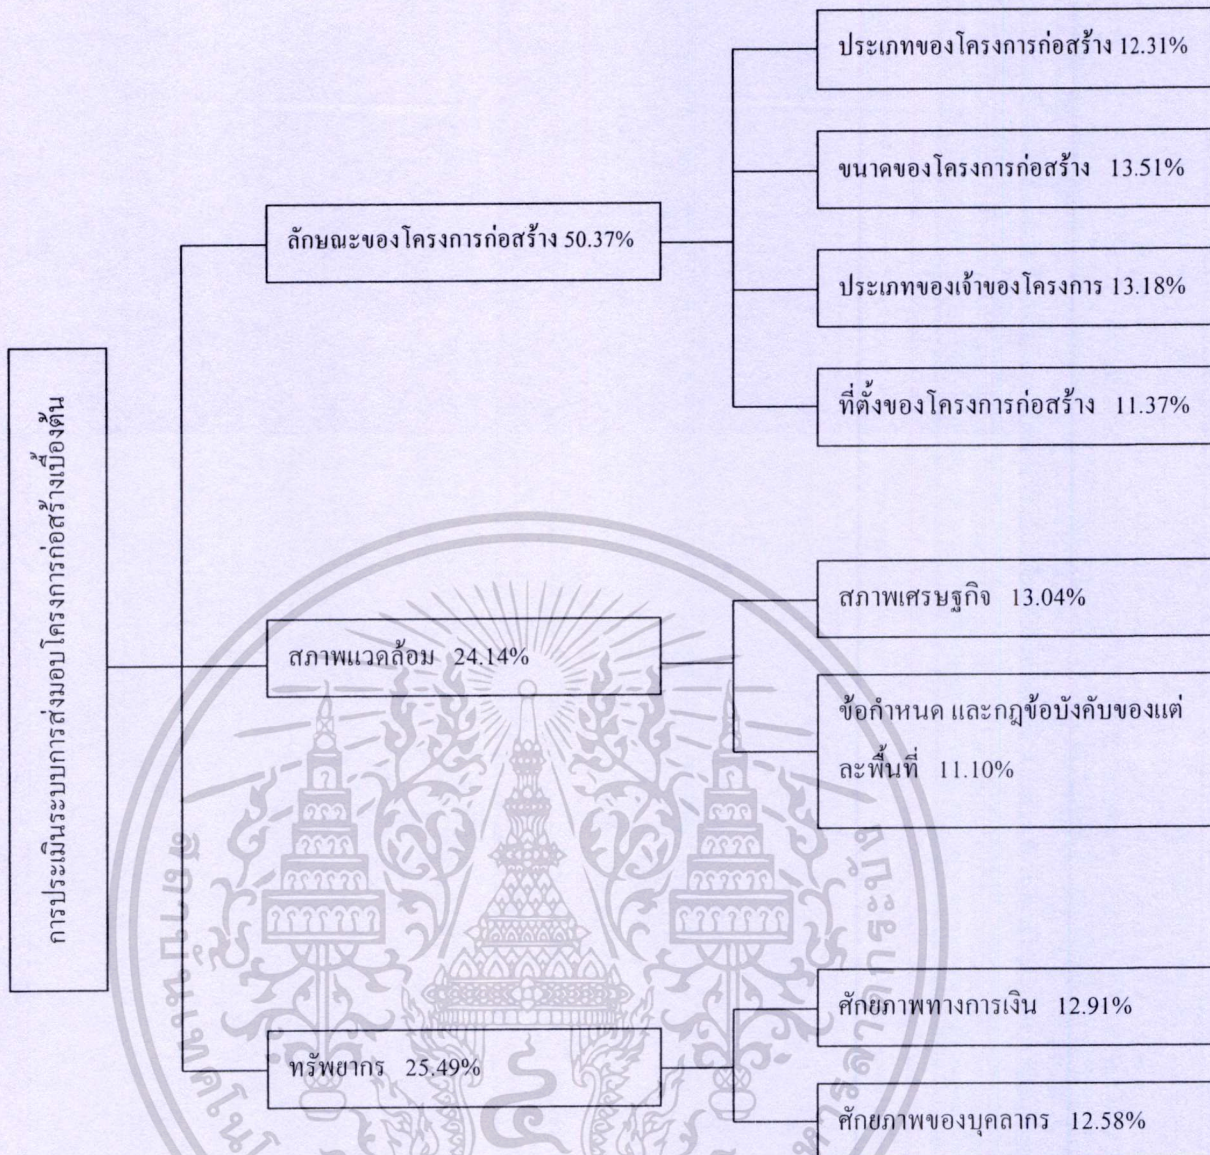 การประเมินระบบการส่งมอบโครงการก่อสร้างเบื้องต้น
ลักษณะของโครงการก่อสร้าง 50.37%
ประเภทของโครงการก่อสร้าง 12.31%
ขนาดของโครงการก่อสร้าง 13.51%
ประเภทของเจ้าของโครงการ 13.18%
ที่ตั้งของโครงการก่อสร้าง 11.37%
สภาพแวดล้อม 24.14%
สภาพเศรษฐกิจ 13.04%
ข้อกำหนด และกฎข้อบังคับของแต่
ละพื้นที่ 11.10%
ทรัพยากร 25.49%
ศักยภาพทางการเงิน 12.91%
ศักยภาพของบุคลากร 12.58%